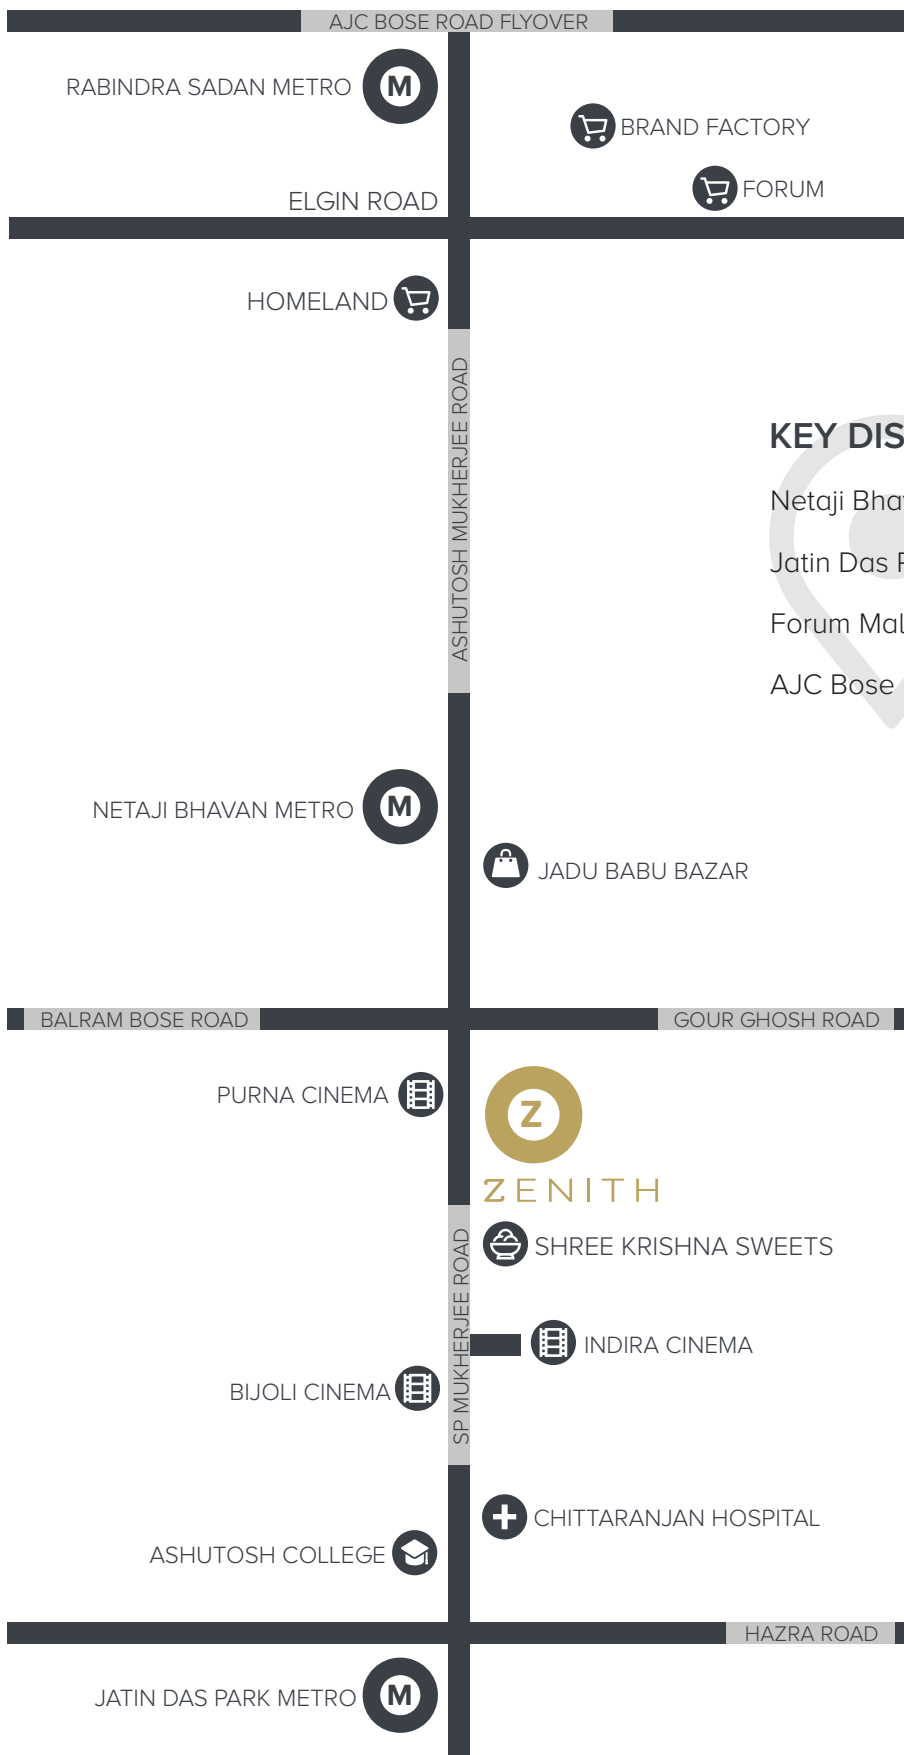 AJC BOSE ROAD FLYOVER
RABINDRA SADAN METRO M
BRAND FACTORY
FORUM
ELGIN ROAD
HOMELAND
ASHUTOSH MUKHERJEE ROAD
KEY DIS
Netaji Bha
Jatin Das
Forum Mal
AJC Bose
NETAJI BHAVAN METRO M
JADU BABU BAZAR
BALRAM BOSE ROAD
GOUR GHOSH ROAD
PURNA CINEMA
Z
ZENITH
SHREE KRISHNA SWEETS
SP MUKHERJEE ROAD
INDIRA CINEMA
BIJOLI CINEMA
CHITTARANJAN HOSPITAL
ASHUTOSH COLLEGE
HAZRA ROAD
JATIN DAS PARK METRO M